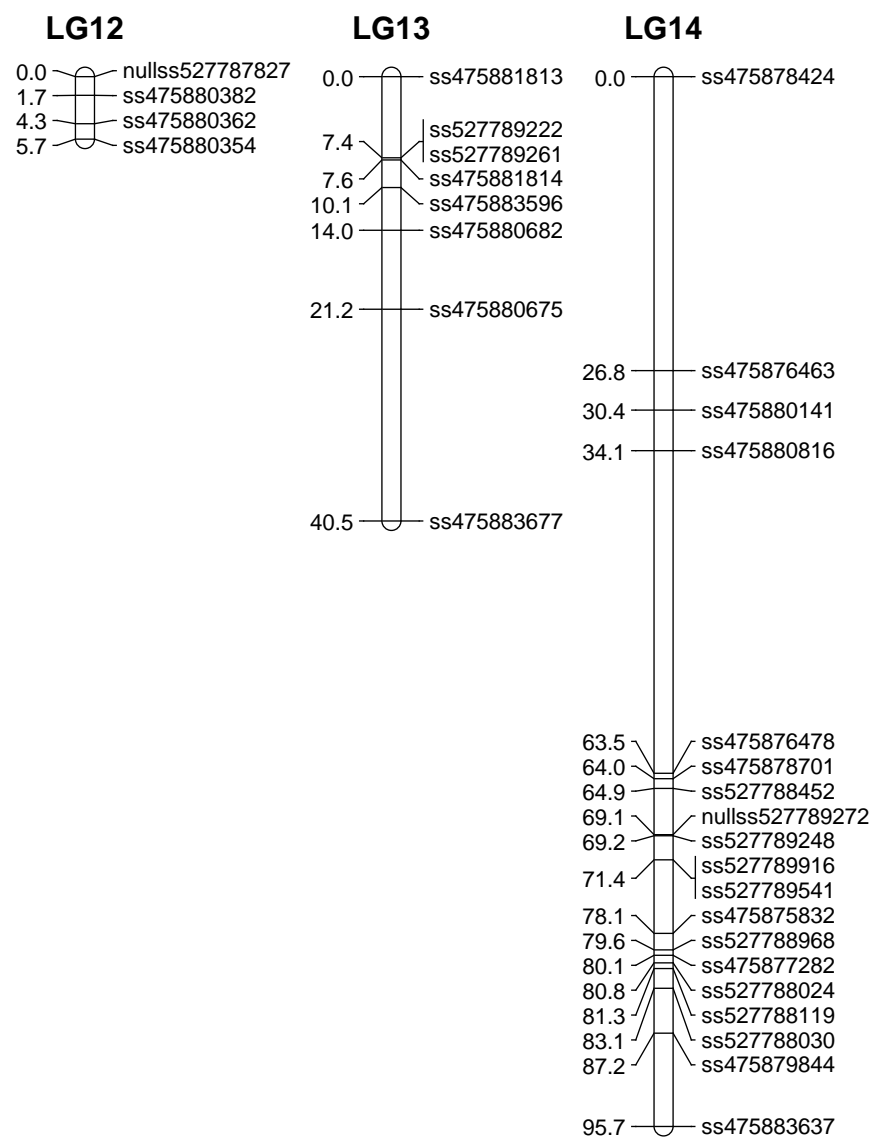 LG12
0.0 nullss527787827
1.7 ss475880382
4.3 ss475880362
5.7 ss475880354
LG13
0.0 ss475881813
7.4 ss527789222
ss527789261
7.6 ss475881814
10.1 ss475883596
14.0 ss475880682
21.2 ss475880675
40.5 ss475883677
LG14
0.0 ss475878424
26.8 ss475876463
30.4 ss475880141
34.1 ss475880816
63.5 ss475876478
64.0 ss475878701
64.9 ss527788452
69.1 nullss527789272
69.2 ss527789248
71.4 ss527789916
ss527789541
78.1 ss475875832
79.6 ss527788968
80.1 ss475877282
80.8 ss527788024
81.3 ss527788119
83.1 ss527788030
87.2 ss475879844
95.7 ss475883637